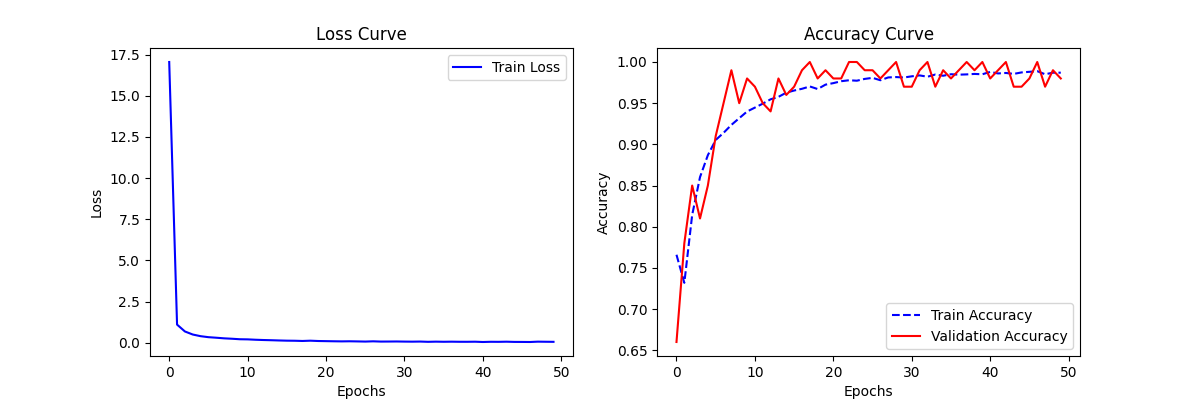 Loss Curve
17.5
15.0
12.5
10.0
7.5
5.0
2.5
0.0
Loss
0 10 20 30 40 50
Epochs
Train Loss
Accuracy Curve
1.00
0.95
0.90
0.85
0.80
0.75
0.70
0.65
Accuracy
0 10 20 30 40 50
Epochs
Train Accuracy
Validation Accuracy